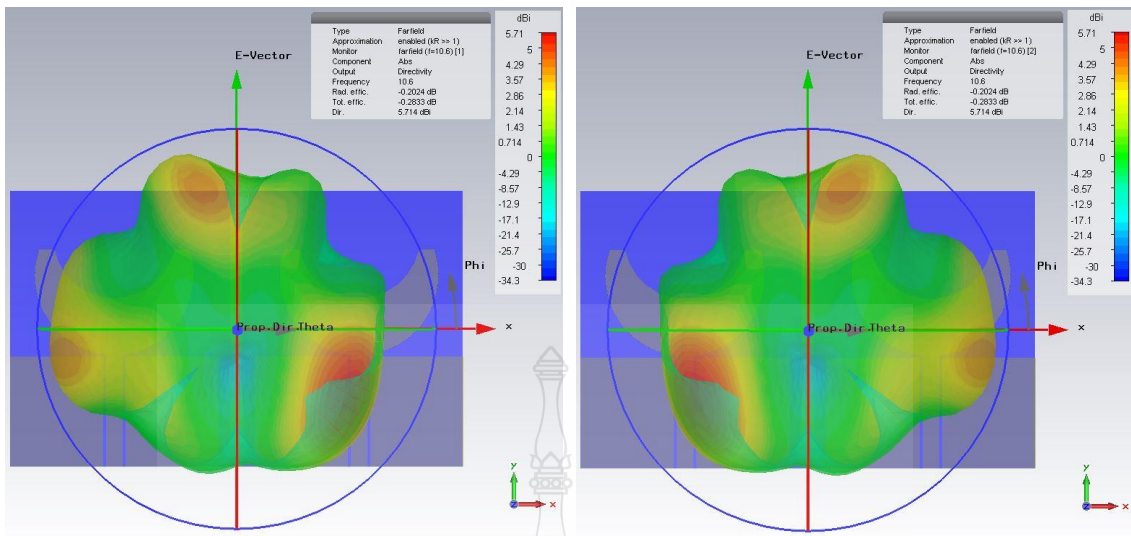 Type Farfield
Approximation enabled (kR >> 1)
Monitor farfield (f=10.6) [1]
Component Abs
Output Directivity
Frequency 10.6
Rad. effic. -0.2024 dB
Tot. effic. -0.2833 dB
Dir. 5.714 dBi
dBi
5.71
4.29
3.57
2.86
2.14
1.43
0.714
0
-4.29
-8.57
-12.9
-17.1
-21.4
-25.7
-30
-34.3
E-Vector
Phi
Prop.Dir.Theta
x
y
z
x
Type Farfield
Approximation enabled (kR >> 1)
Monitor farfield (f=10.6) [2]
Component Abs
Output Directivity
Frequency 10.6
Rad. effic. -0.2024 dB
Tot. effic. -0.2833 dB
Dir. 5.714 dBi
dBi
5.71
4.29
3.57
2.86
2.14
1.43
0.714
0
-4.29
-8.57
-12.9
-17.1
-21.4
-25.7
-30
-34.3
E-Vector
Phi
Prop.Dir.Theta
x
y
z
x